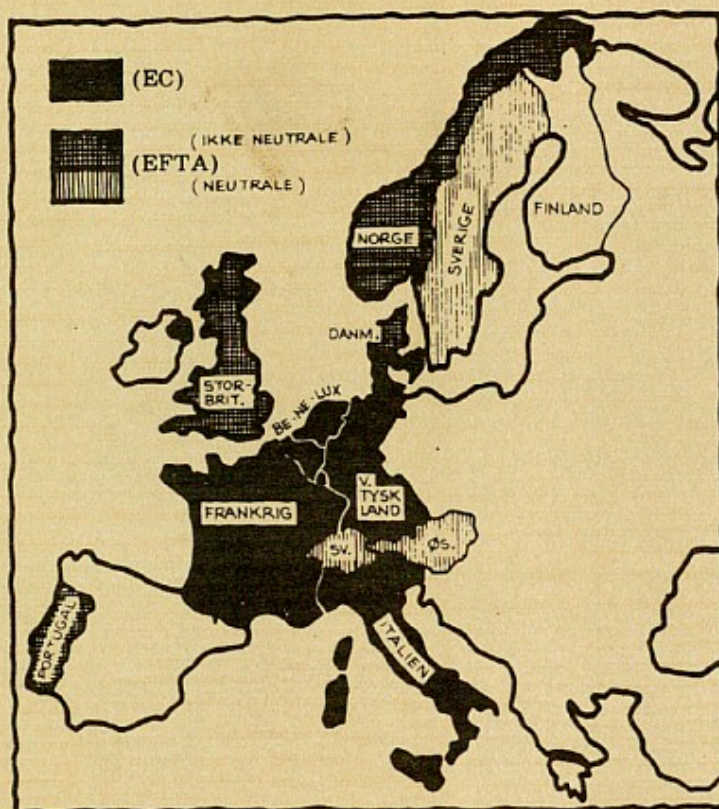 (EC)
(IKKE NEUTRALE)
(EFTA)
(NEUTRALE)
NORGE
SVERIGE
FINLAND
DANM.
STOR-
BRIT.
BE-NE-LUX
V.
TYSK
LAND
FRANKRIG
SV.
ØS.
PORTUGAL
ITALIEN